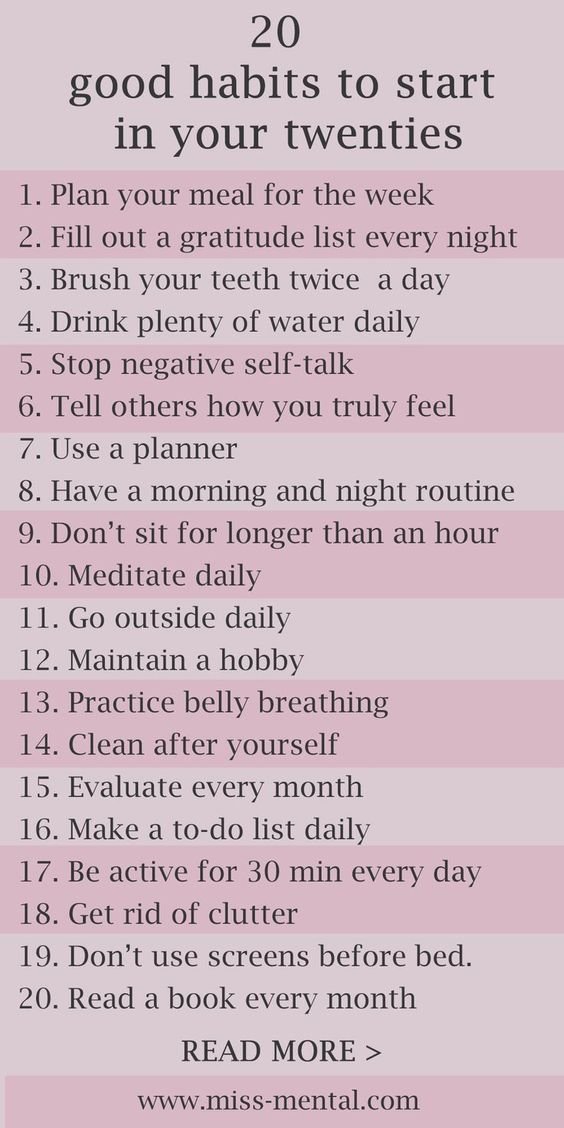 20
good habits to start
in your twenties
1. Plan your meal for the week
2. Fill out a gratitude list every night
3. Brush your teeth twice  a day
4. Drink plenty of water daily
5. Stop negative self-talk
6. Tell others how you truly feel
7. Use a planner
8. Have a morning and night routine
9. Don’t sit for longer than an hour
10. Meditate daily
11. Go outside daily
12. Maintain a hobby
13. Practice belly breathing
14. Clean after yourself
15. Evaluate every month
16. Make a to-do list daily
17. Be active for 30 min every day
18. Get rid of clutter
19. Don’t use screens before bed.
20. Read a book every month
READ MORE >
www.miss-mental.com